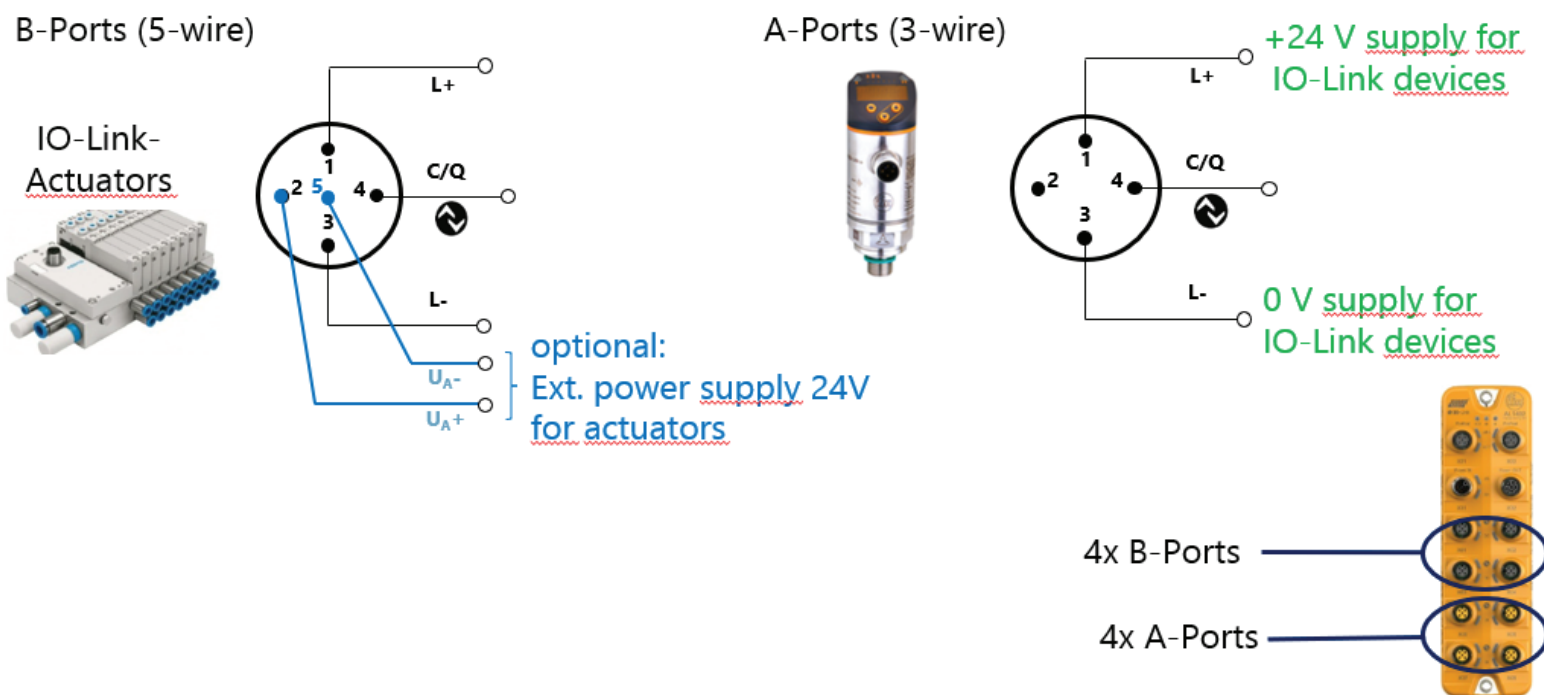 B-Ports (5-wire)
L+
IO-Link-
Actuators
1
2
5
4
3
C/Q
L-
UA-
UA+
optional:
Ext. power supply 24V
for actuators
A-Ports (3-wire)
+24 V supply for
IO-Link devices
L+
1
2
4
3
C/Q
L-
0 V supply for
IO-Link devices
4x B-Ports
4x A-Ports